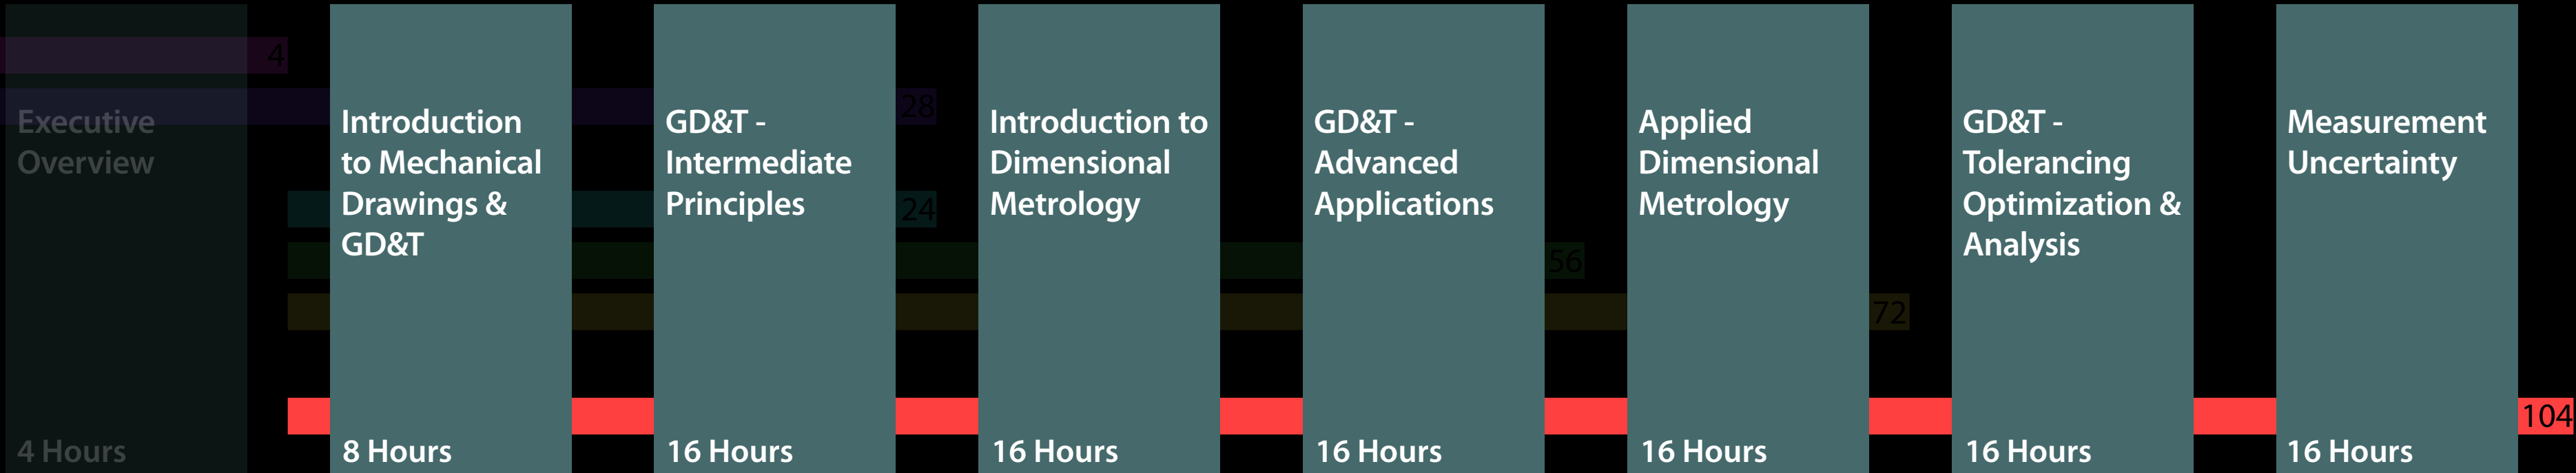 4
28
24
56
72
104
Executive
Overview
4 Hours
Introduction
to Mechanical
Drawings &
GD&T
8 Hours
GD&T -
Intermediate
Principles
16 Hours
Introduction to
Dimensional
Metrology
16 Hours
GD&T -
Advanced
Applications
16 Hours
Applied
Dimensional
Metrology
16 Hours
GD&T -
Tolerancing
Optimization &
Analysis
16 Hours
Measurement
Uncertainty
16 Hours